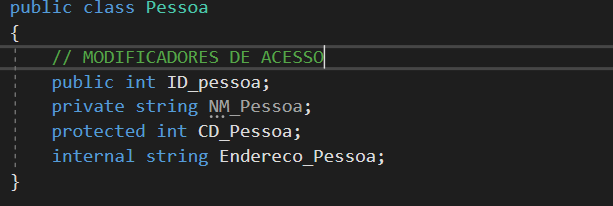 public class Pessoa
{
// MODIFICADORES DE ACESSO
public int ID_pessoa;
private string NM_Pessoa;
protected int CD_Pessoa;
internal string Endereco_Pessoa;
}